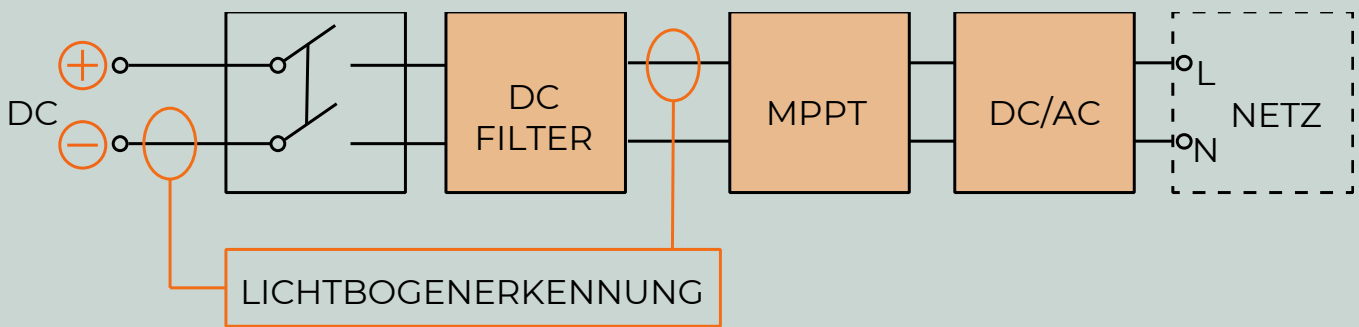 +
DC
−
DC
FILTER
MPPT
DC/AC
L
N
NETZ
LICHTBOGENERKENNUNG